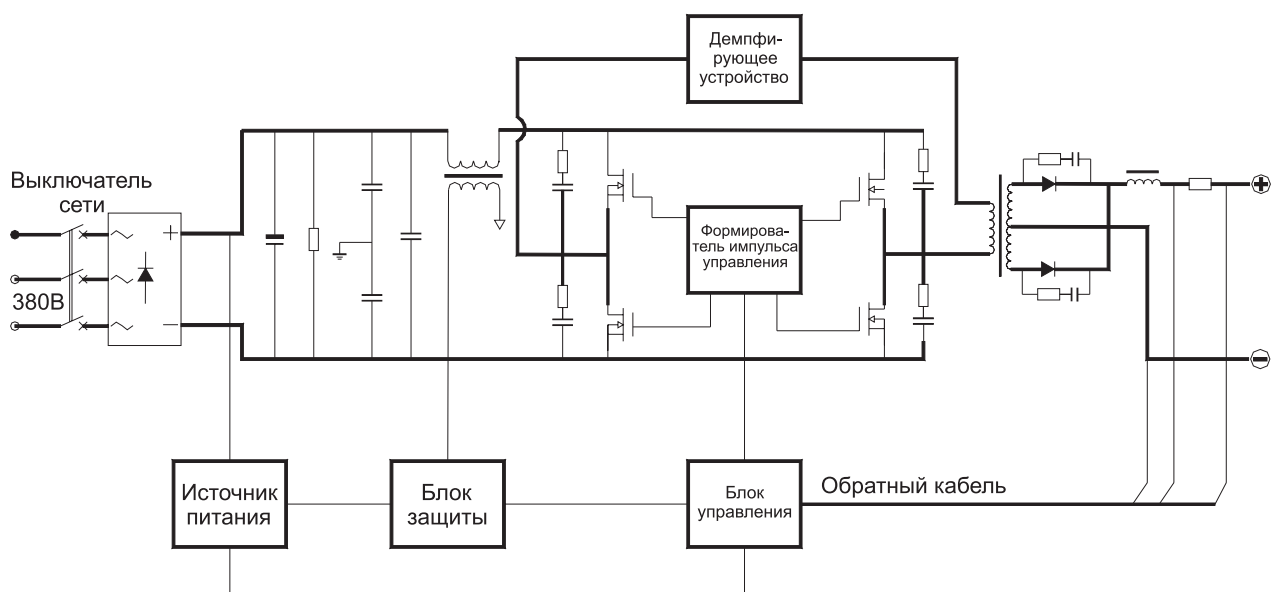 Демпфи-
рующее
устройство
Выключатель
сети
+
380В
−
Формирова-
тель импульса
управления
+
−
Источник
питания
Блок
защиты
Блок
управления
Обратный кабель